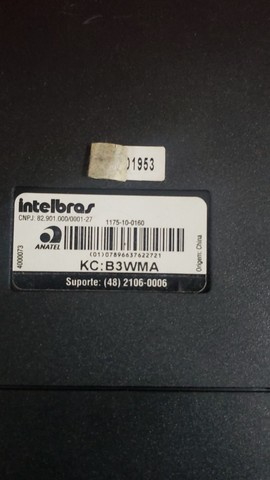 01953
intelbras
CNPJ: 82.901.000/0001-27
1175-10-0160
ANATEL
(01)07896637622721
KC:B3WMA
Suporte: (48) 2106-0006
4000073
Origem: China